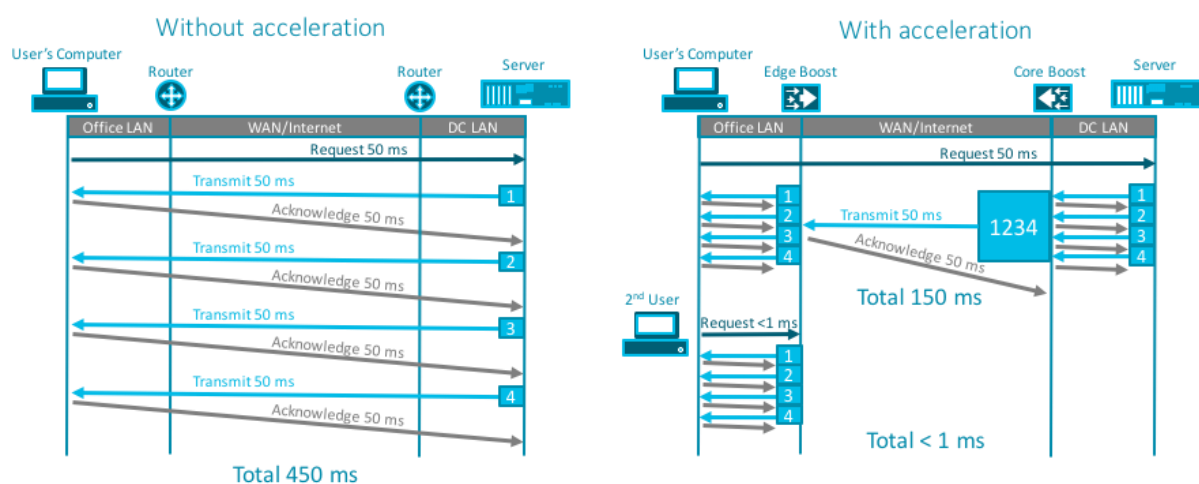 Without acceleration
User's Computer
Router
Router
Server
Office LAN
WAN/Internet
DC LAN
Request 50 ms
Transmit 50 ms
1
Acknowledge 50 ms
Transmit 50 ms
2
Acknowledge 50 ms
Transmit 50 ms
3
Acknowledge 50 ms
Transmit 50 ms
4
Acknowledge 50 ms
Total 450 ms
With acceleration
User's Computer
Edge Boost
Core Boost
Server
Office LAN
WAN/Internet
DC LAN
Request 50 ms
1
2
3
4
Transmit 50 ms
1234
Acknowledge 50 ms
1
2
3
4
Total 150 ms
2nd User
Request <1 ms
1
2
3
4
Total < 1 ms